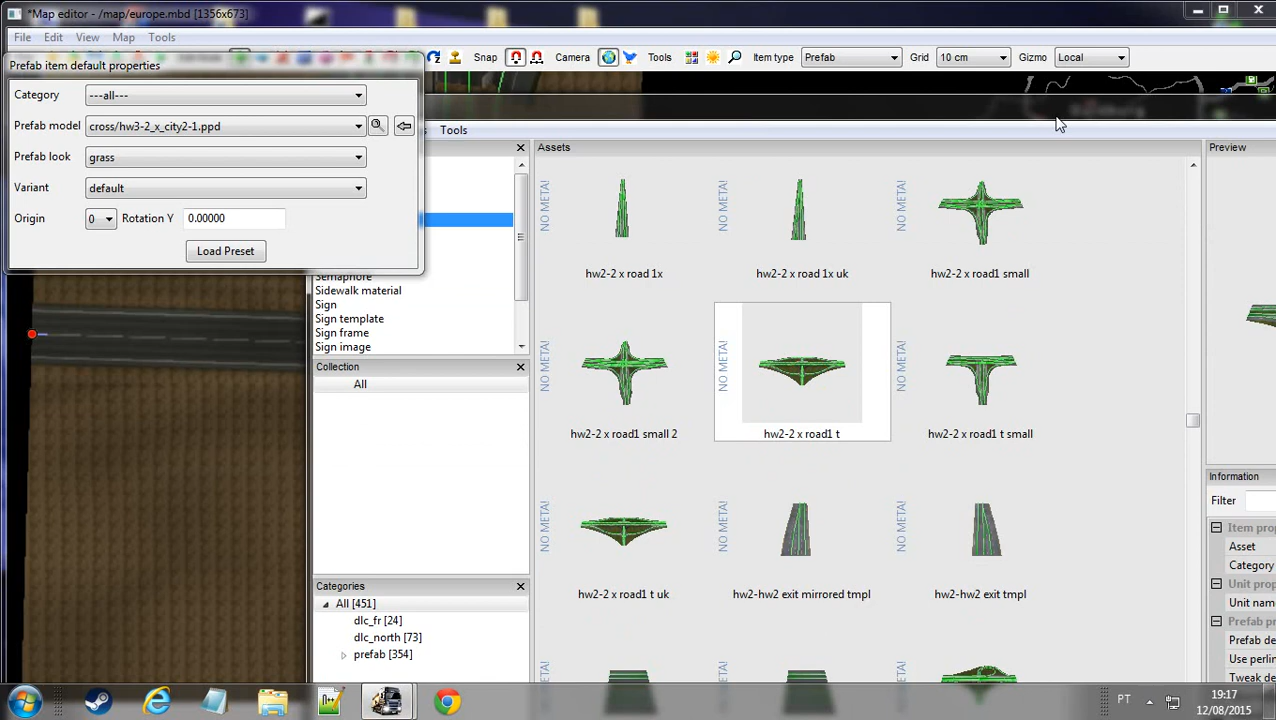 *Map editor - /map/europe.mbd [1356x673]
File Edit View Map Tools
Snap Camera Tools Item type Prefab Grid 10 cm Gizmo Local
Prefab item default properties
Category ---all---
Prefab model cross/hw3-2_x_city2-1.ppd
Prefab look grass
Variant default
Origin 0 Rotation Y 0.00000
Load Preset
Tools
Assets
Preview
Semaphore
Sidewalk material
Sign
Sign template
Sign frame
Sign image
Collection
All
Categories
All [451]
dlc_fr [24]
dlc_north [73]
prefab [354]
NO META! NO META! NO META!
hw2-2 x road 1x hw2-2 x road 1x uk hw2-2 x road1 small
NO META! NO META! NO META!
hw2-2 x road1 small 2 hw2-2 x road1 t hw2-2 x road1 t small
NO META! NO META! NO META!
hw2-2 x road1 t uk hw2-hw2 exit mirrored tmpl hw2-hw2 exit tmpl
NO META! NO META! NO META!
Information
Filter
Item prop
Asset
Category
Unit prop
Unit name
Prefab pr
Prefab de
Use perlin
Tweak de
PT 19:17
12/08/2015